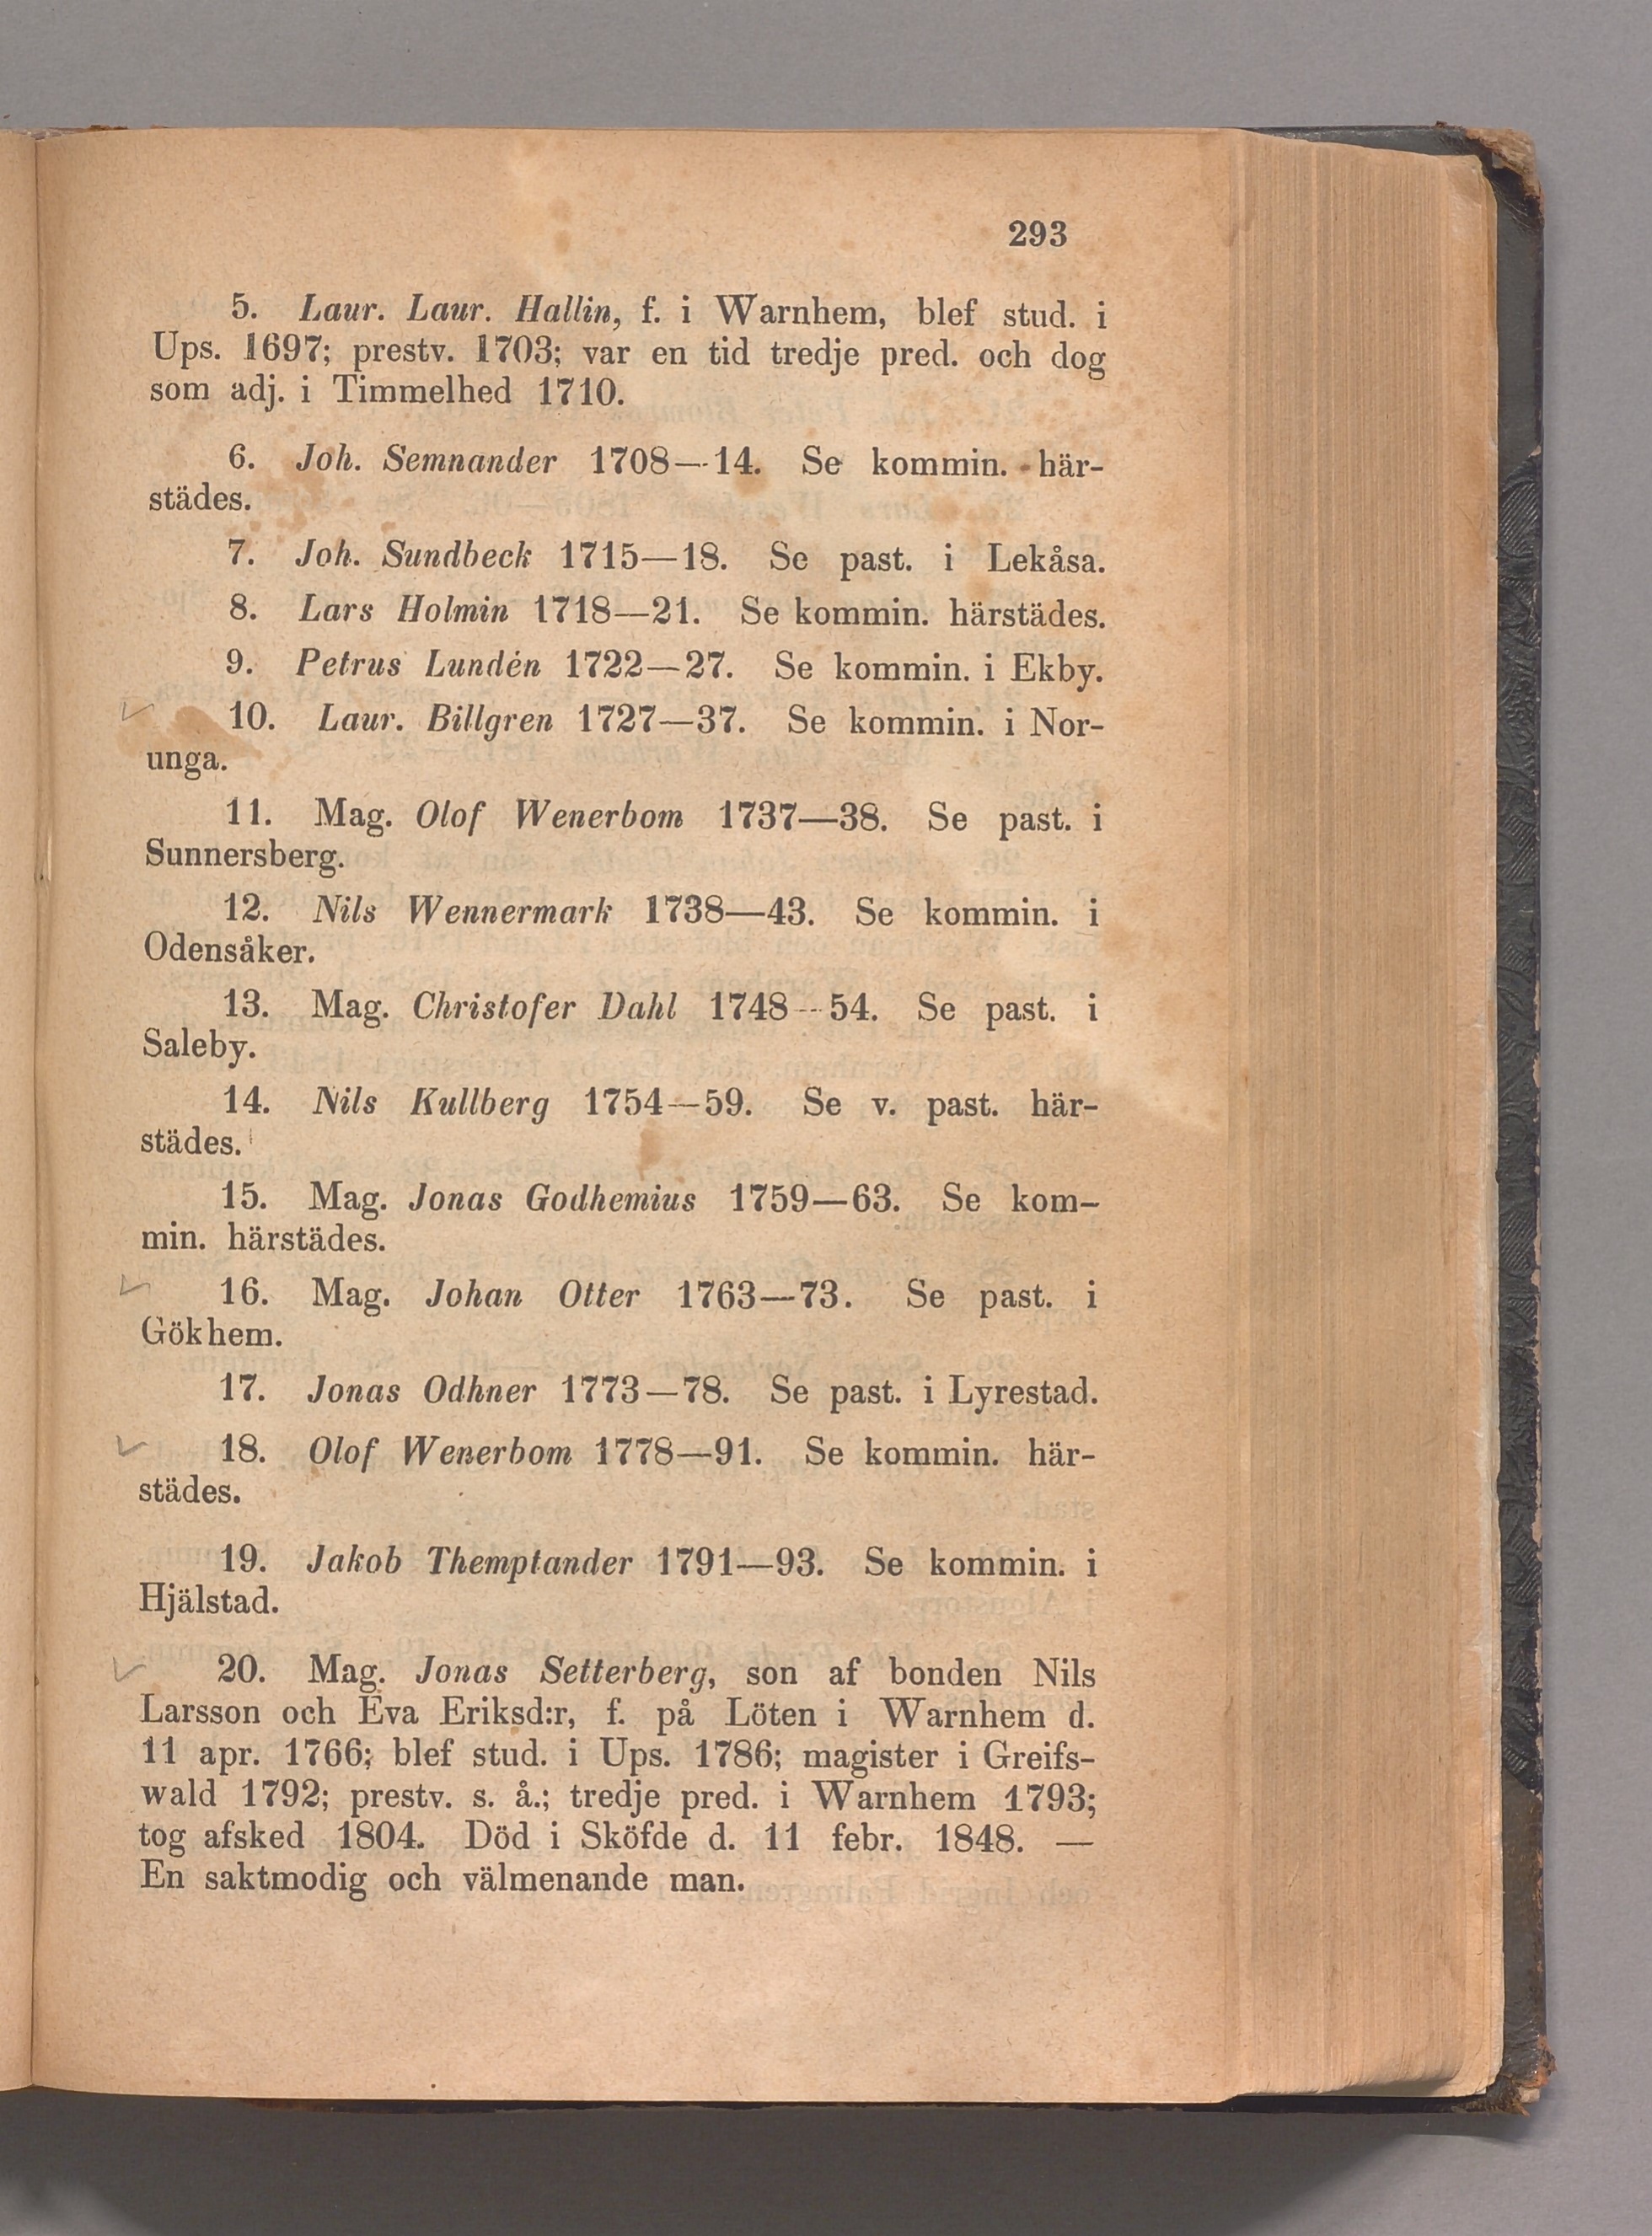 293
5. Laur. Laur. Hallin, f. i Warnhem, blef stud. i
Ups. 1697; prestv. 1703; var en tid tredje pred. och dog
som adj. i Timmelhed 1710.
6. Joh. Semnander 1708—14. Se kommin. här-
städes.
7. Joh. Sundbeck 1715—18. Se past. i Lekåsa.
8. Lars Holmin 1718—21. Se kommin. härstädes.
9. Petrus Lundén 1722—27. Se kommin. i Ekby.
10. Laur. Billgren 1727—37. Se kommin. i Nor-
unga.
11. Mag. Olof Wenerbom 1737—38. Se past. i
Sunnersberg.
12. Nils Wennermark 1738—43. Se kommin. i
Odensåker.
13. Mag. Christofer Dahl 1748—54. Se past. i
Saleby.
14. Nils Kullberg 1754—59. Se v. past. här-
städes.
15. Mag. Jonas Godhemius 1759—63. Se kom-
min. härstädes.
16. Mag. Johan Otter 1763—73. Se past. i
Gökhem.
17. Jonas Odhner 1773—78. Se past. i Lyrestad.
18. Olof Wenerbom 1778—91. Se kommin. här-
städes.
19. Jakob Themptander 1791—93. Se kommin. i
Hjälstad.
20. Mag. Jonas Setterberg, son af bonden Nils
Larsson och Eva Eriksd:r, f. på Löten i Warnhem d.
11 apr. 1766; blef stud. i Ups. 1786; magister i Greifs-
wald 1792; prestv. s. å.; tredje pred. i Warnhem 1793;
tog afsked 1804. Död i Sköfde d. 11 febr. 1848. —
En saktmodig och välmenande man.